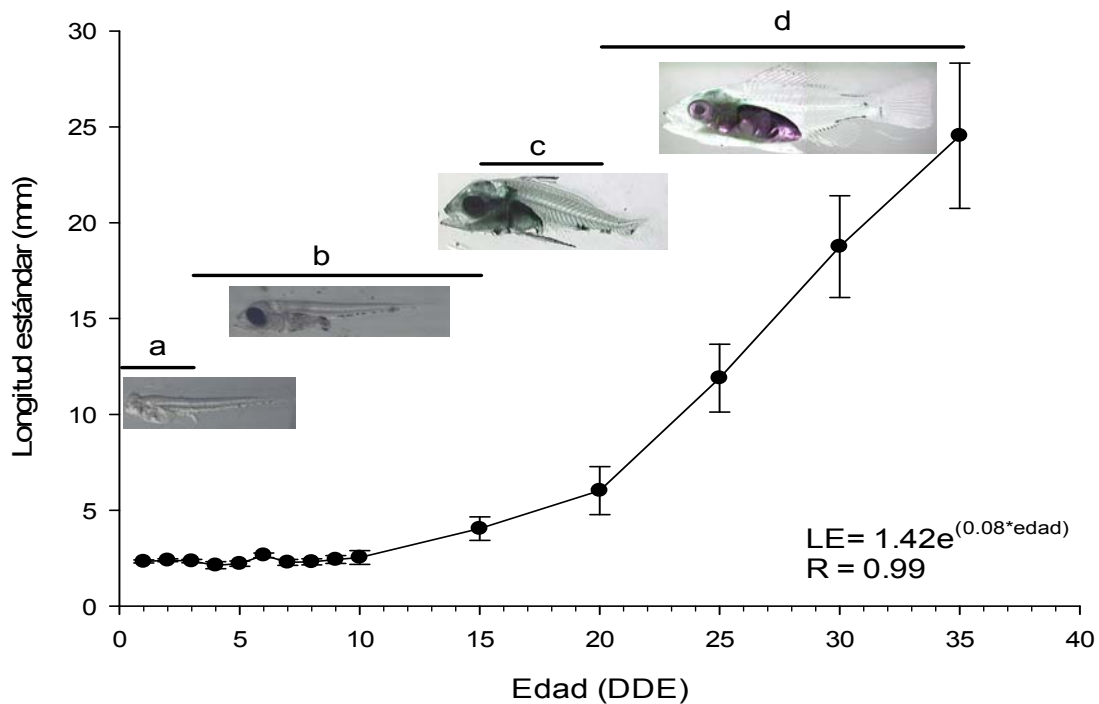 30
25
20
15
10
5
0
Longitud estándar (mm)
a
b
c
d
LE= 1.42e^(0.08*edad)
R = 0.99
0 5 10 15 20 25 30 35 40
Edad (DDE)